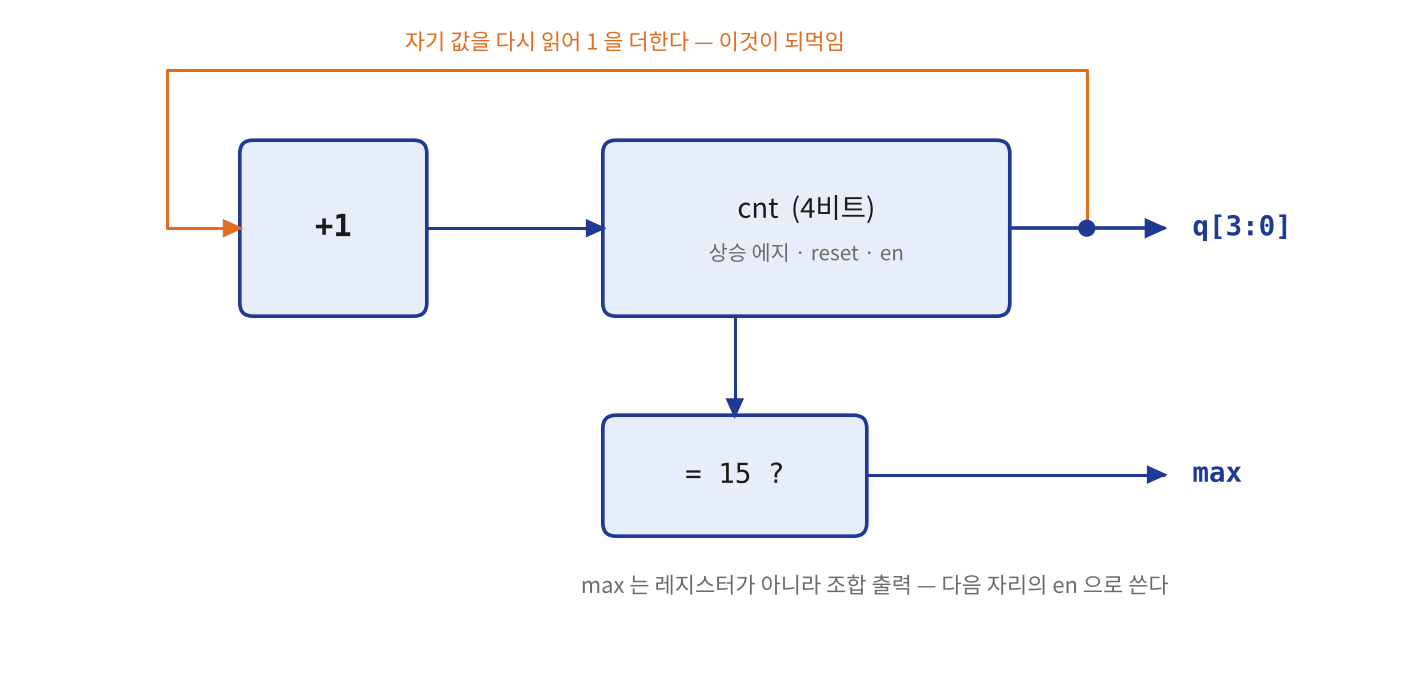 자기 값을 다시 읽어 1 을 더한다 — 이것이 되먹임
+1
cnt (4비트)
상승 에지 · reset · en
q[3:0]
= 15 ?
max
max 는 레지스터가 아니라 조합 출력 — 다음 자리의 en 으로 쓴다